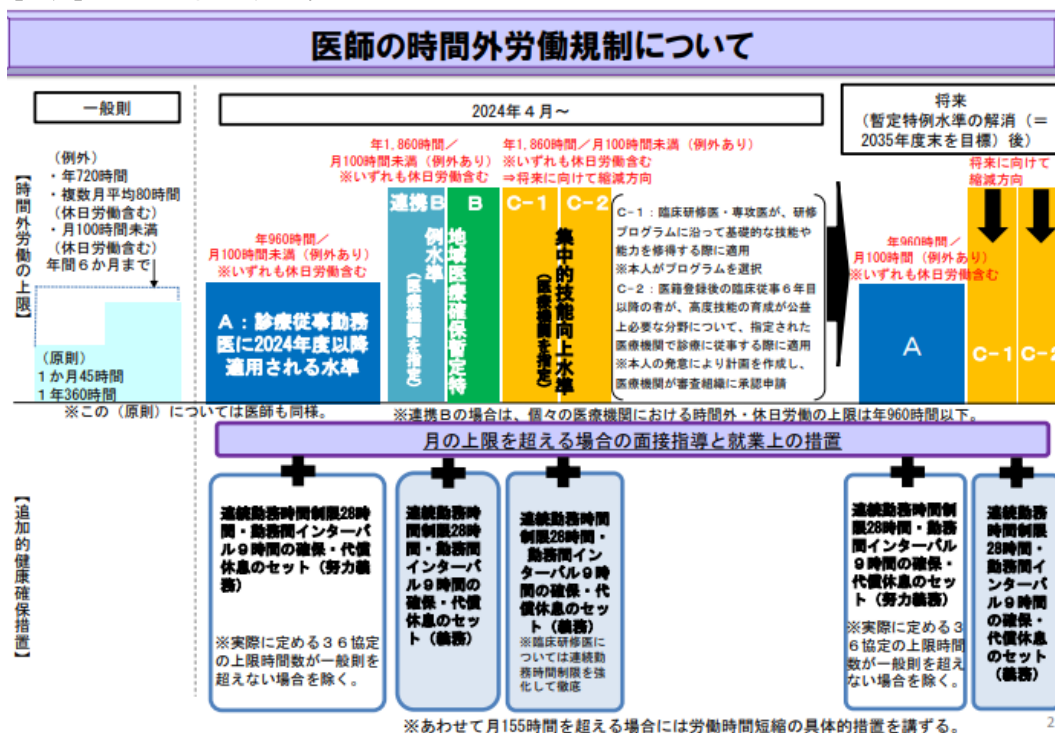 医師の時間外労働規制について
一般則
2024年４月～
将来
（暫定特例水準の解消（＝
2035年度末を目標）後）
【時間外労働の上限】
（例外）
・年720時間
・複数月平均80時間
（休日労働含む）
・月100時間未満
（休日労働含む）
年間６か月まで
（原則）
１か月45時間
１年360時間
※この（原則）については医師も同様。
年960時間／
月100時間未満（例外あり）
※いずれも休日労働含む
A：診療従事勤務
医に2024年度以降
適用される水準
年1,860時間／
月100時間未満（例外あり）
※いずれも休日労働含む
連携B
B
地域医療確保暫定特
例水準
（医療機関を指定）
年1,860時間／月100時間未満（例外あり）
※いずれも休日労働含む
⇒将来に向けて縮減方向
C-1
C-2
集中的技能向上水準
（医療機関を指定）
C-1：臨床研修医・専攻医が、研修
プログラムに沿って基礎的な技能や
能力を修得する際に適用
※本人がプログラムを選択
C-2：医籍登録後の臨床従事６年目
以降の者が、高度技能の育成が公益
上必要な分野について、指定された
医療機関で診療に従事する際に適用
※本人の発意により計画を作成し、
医療機関が審査組織に承認申請
年960時間／
月100時間（例外あり）
※いずれも休日労働含む
A
将来に向けて
縮減方向
C-1
C-2
※連携Bの場合は、個々の医療機関における時間外・休日労働の上限は年960時間以下。
月の上限を超える場合の面接指導と就業上の措置
【追加的健康確保措置】
連続勤務時間制限28時
間・勤務間インターバ
ル９時間の確保・代償
休息のセット（努力義
務）
※実際に定める３６協定
の上限時間数が一般則を
超えない場合を除く。
連続勤務時
間制限28時
間・勤務間
インターバ
ル９時間の
確保・代償
休息のセッ
ト（義務）
連続勤務時間
制限28時間・
勤務間イン
ターバル９時
間の確保・代
償休息のセッ
ト（義務）
※臨床研修医に
ついては連続勤
務時間制限を強
化して徹底
連続勤務時間制
限28時間・勤務
間インターバル
９時間の確保・
代償休息のセッ
ト（努力義務）
※実際に定める３
６協定の上限時間
数が一般則を超え
ない場合を除く。
連続勤務
時間制限
28時間・勤
務間イン
ターバル９
時間の確保
・代償休息
のセット
（義務）
※あわせて月155時間を超える場合には労働時間短縮の具体的措置を講ずる。
2